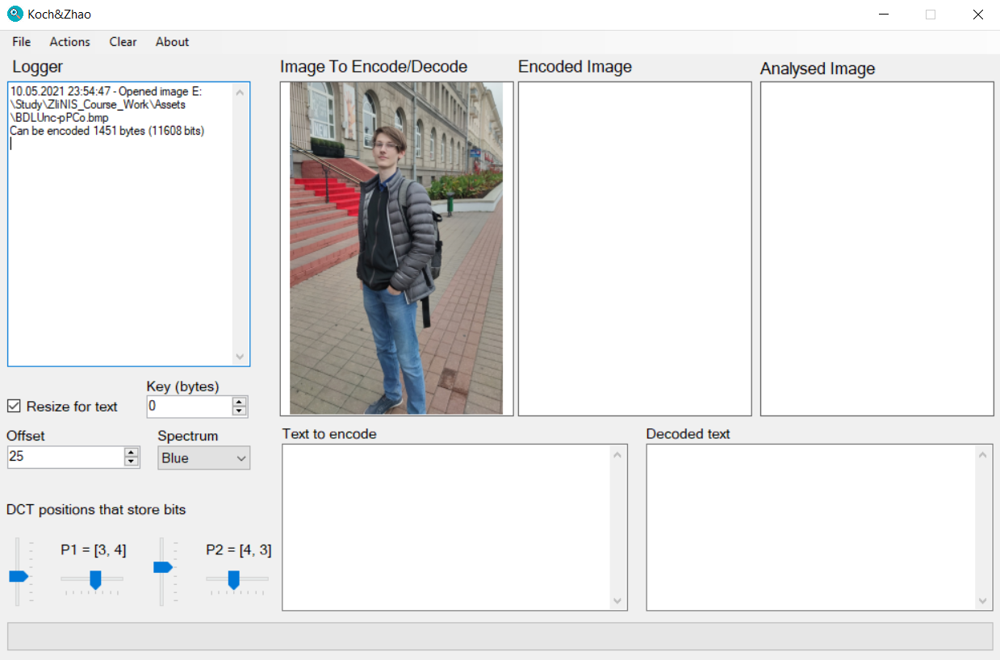 Koch&Zhao
File Actions Clear About
Logger
Image To Encode/Decode
Encoded Image
Analysed Image
10.05.2021 23:54:47 - Opened image E:
\Study\ZIiNIS_Course_Work\Assets
\BDLUnc-pPCo.bmp
Can be encoded 1451 bytes (11608 bits)
Key (bytes)
Resize for text
0
Offset
Spectrum
25
Blue
Text to encode
Decoded text
DCT positions that store bits
P1 = [3, 4]
P2 = [4, 3]